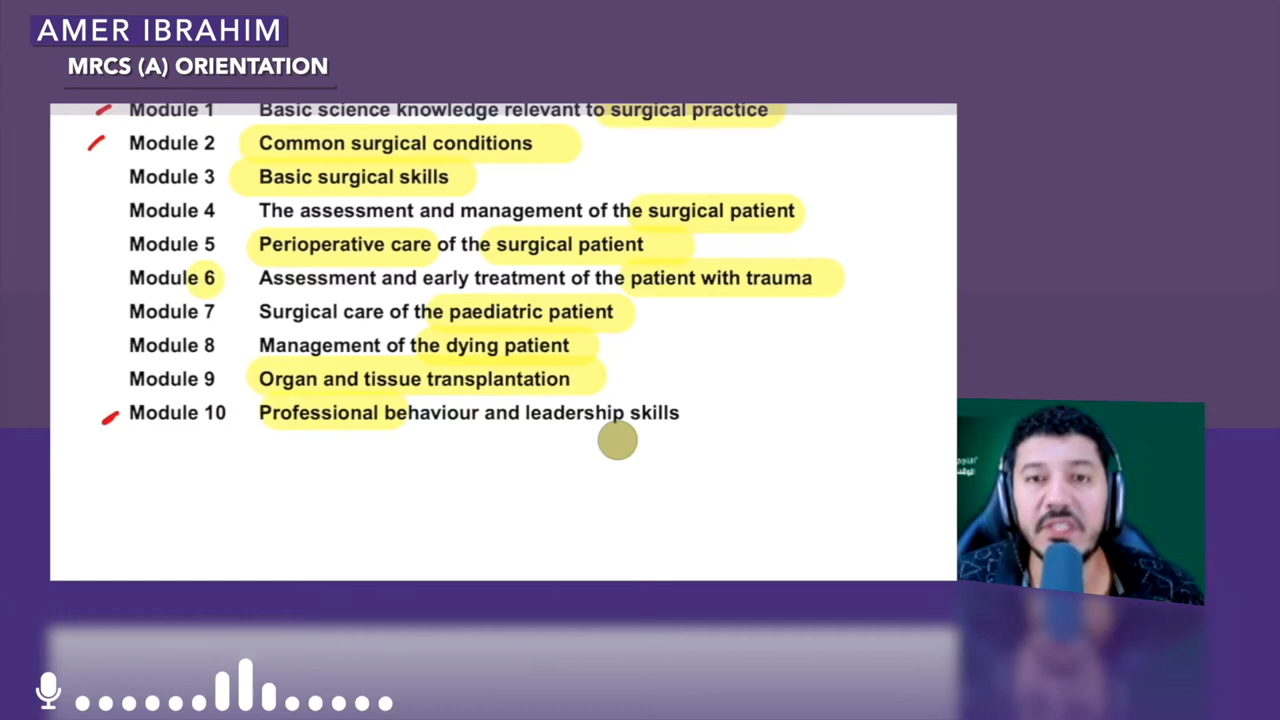 AMER IBRAHIM
MRCS (A) ORIENTATION
Module 1 Basic science knowledge relevant to surgical practice
Module 2 Common surgical conditions
Module 3 Basic surgical skills
Module 4 The assessment and management of the surgical patient
Module 5 Perioperative care of the surgical patient
Module 6 Assessment and early treatment of the patient with trauma
Module 7 Surgical care of the paediatric patient
Module 8 Management of the dying patient
Module 9 Organ and tissue transplantation
Module 10 Professional behaviour and leadership skills